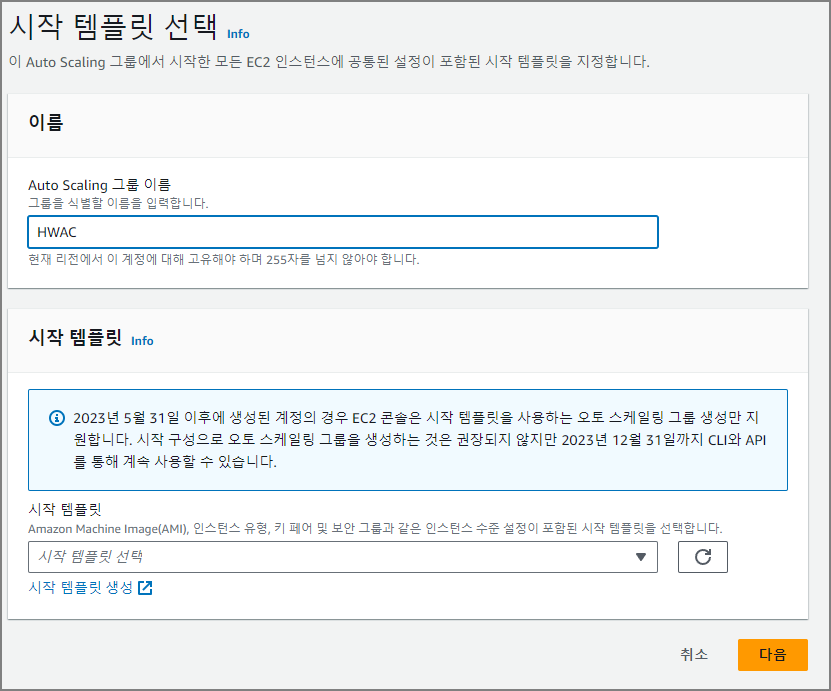 시작 템플릿 선택 Info
이 Auto Scaling 그룹에서 시작한 모든 EC2 인스턴스에 공통된 설정이 포함된 시작 템플릿을 지정합니다.
이름
Auto Scaling 그룹 이름
그룹을 식별할 이름을 입력합니다.
HWAC
현재 리전에서 이 계정에 대해 고유해야 하며 255자를 넘지 않아야 합니다.
시작 템플릿 Info
2023년 5월 31일 이후에 생성된 계정의 경우 EC2 콘솔은 시작 템플릿을 사용하는 오토 스케일링 그룹 생성만 지
원합니다. 시작 구성으로 오토 스케일링 그룹을 생성하는 것은 권장되지 않지만 2023년 12월 31일까지 CLI와 API
를 통해 계속 사용할 수 있습니다.
시작 템플릿
Amazon Machine Image(AMI), 인스턴스 유형, 키 페어 및 보안 그룹과 같은 인스턴스 수준 설정이 포함된 시작 템플릿을 선택합니다.
시작 템플릿 선택
시작 템플릿 생성
취소
다음